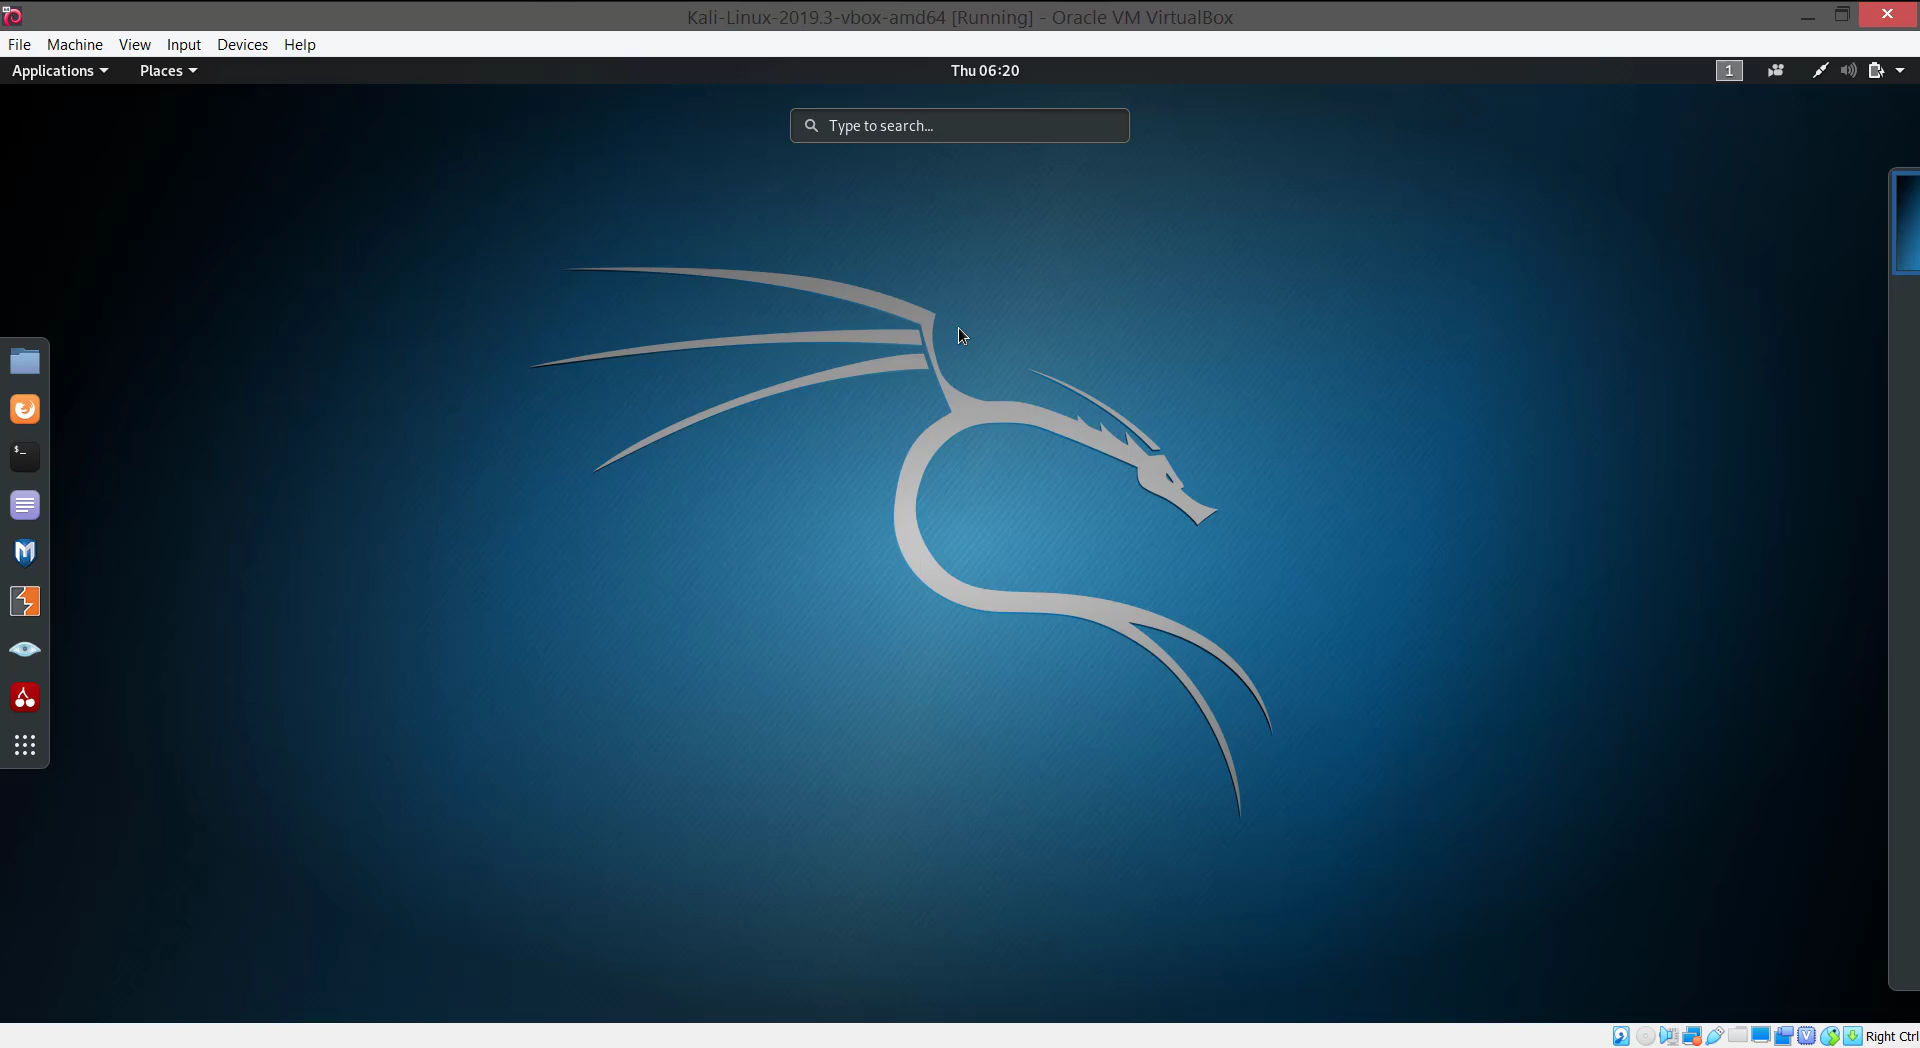 Kali-Linux-2019.3-vbox-amd64 [Running] - Oracle VM VirtualBox
File Machine View Input Devices Help
Applications Places Thu 06:20 1
Type to search...
$_
V
Right Ctrl